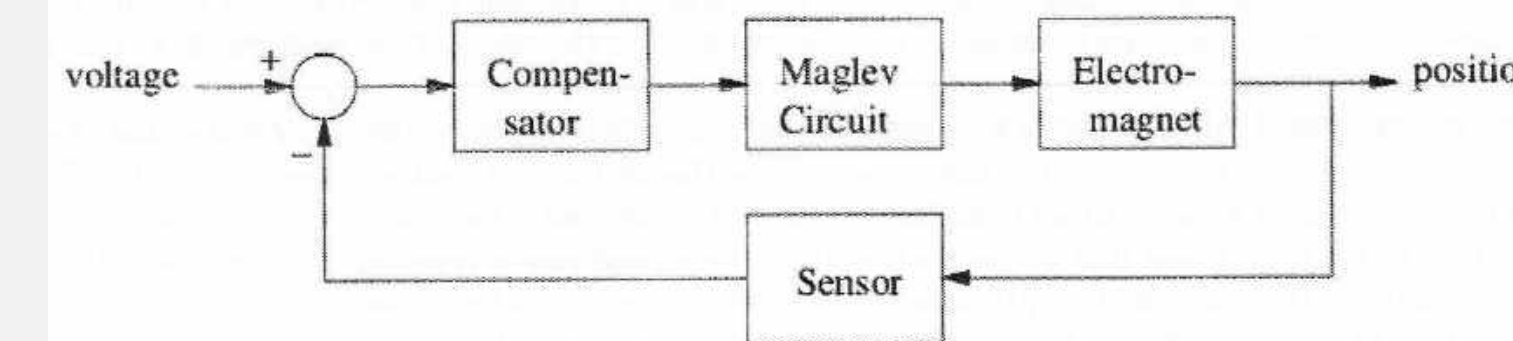 voltage
+
−
Compen-
sator
Maglev
Circuit
Electro-
magnet
positio
Sensor